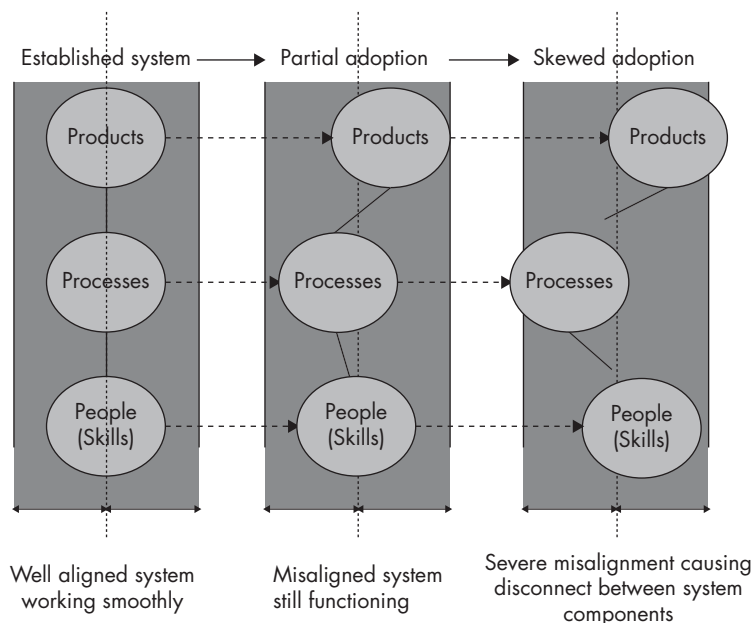 Established system
Partial adoption
Skewed adoption
Products
Products
Products
Processes
Processes
Processes
People
(Skills)
People
(Skills)
People
(Skills)
Well aligned system
working smoothly
Misaligned system
still functioning
Severe misalignment causing
disconnect between system
components